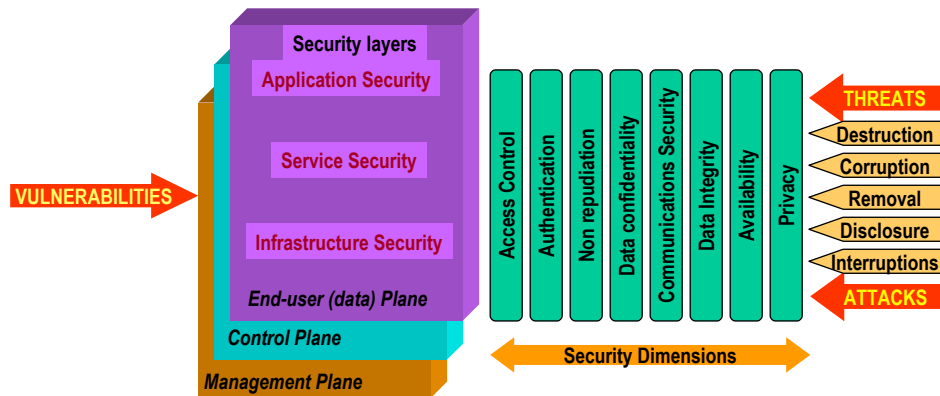 Security layers
Application Security
Service Security
Infrastructure Security
End-user (data) Plane
Control Plane
Management Plane
VULNERABILITIES
Access Control
Authentication
Non repudiation
Data confidentiality
Communications Security
Data Integrity
Availability
Privacy
THREATS
Destruction
Corruption
Removal
Disclosure
Interruptions
ATTACKS
Security Dimensions